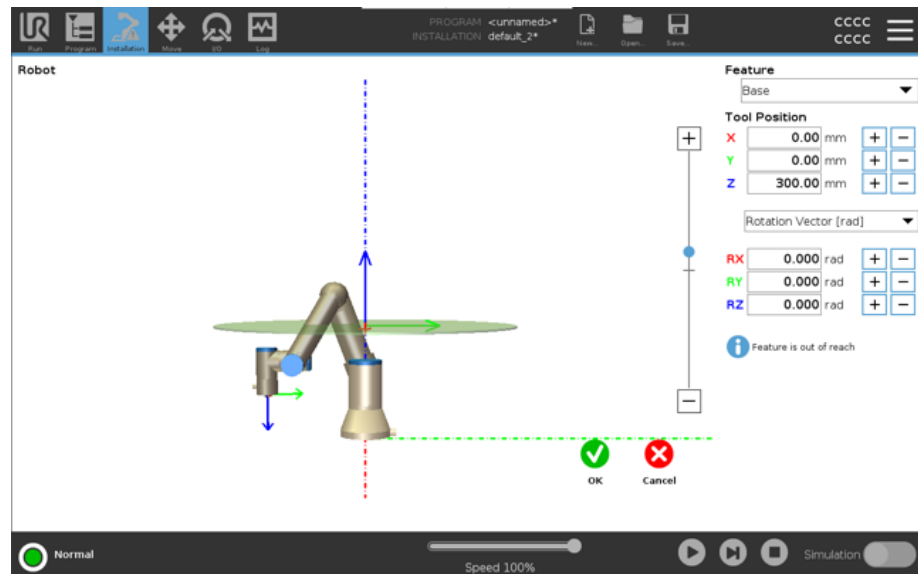 PROGRAM <unnamed>*
INSTALLATION default_2*
UR
Run
Program
Installation
Move
I/O
Log
New...
Open...
Save...
CCCC
CCCC
Robot
Feature
Base
Tool Position
X 0.00 mm + −
Y 0.00 mm + −
Z 300.00 mm + −
Rotation Vector [rad]
RX 0.000 rad + −
RY 0.000 rad + −
RZ 0.000 rad + −
i Feature is out of reach
+
−
OK
Cancel
Normal
Speed 100%
Simulation